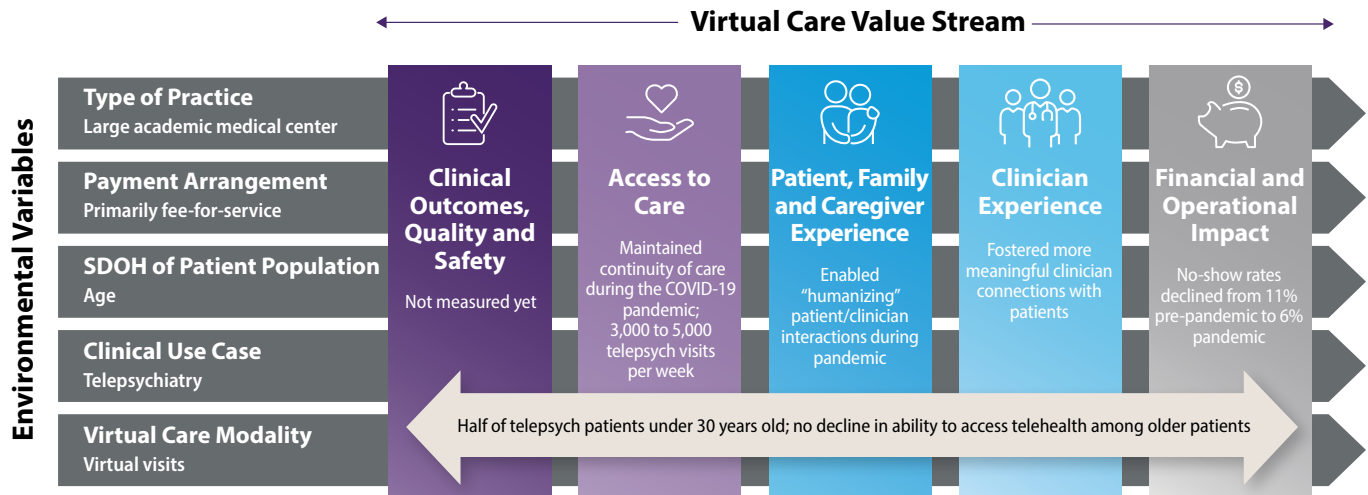 Virtual Care Value Stream
Environmental Variables
Type of Practice
Large academic medical center
Payment Arrangement
Primarily fee-for-service
SDOH of Patient Population
Age
Clinical Use Case
Telepsychiatry
Virtual Care Modality
Virtual visits
Clinical
Outcomes,
Quality and
Safety
Not measured yet
Access to
Care
Maintained
continuity of care
during the COVID-19
pandemic;
3,000 to 5,000
telepsych visits
per week
Patient, Family
and Caregiver
Experience
Enabled
“humanizing”
patient/clinician
interactions during
pandemic
Clinician
Experience
Fostered more
meaningful clinician
connections with
patients
$
Financial and
Operational
Impact
No-show rates
declined from 11%
pre-pandemic to 6%
pandemic
Half of telepsych patients under 30 years old; no decline in ability to access telehealth among older patients